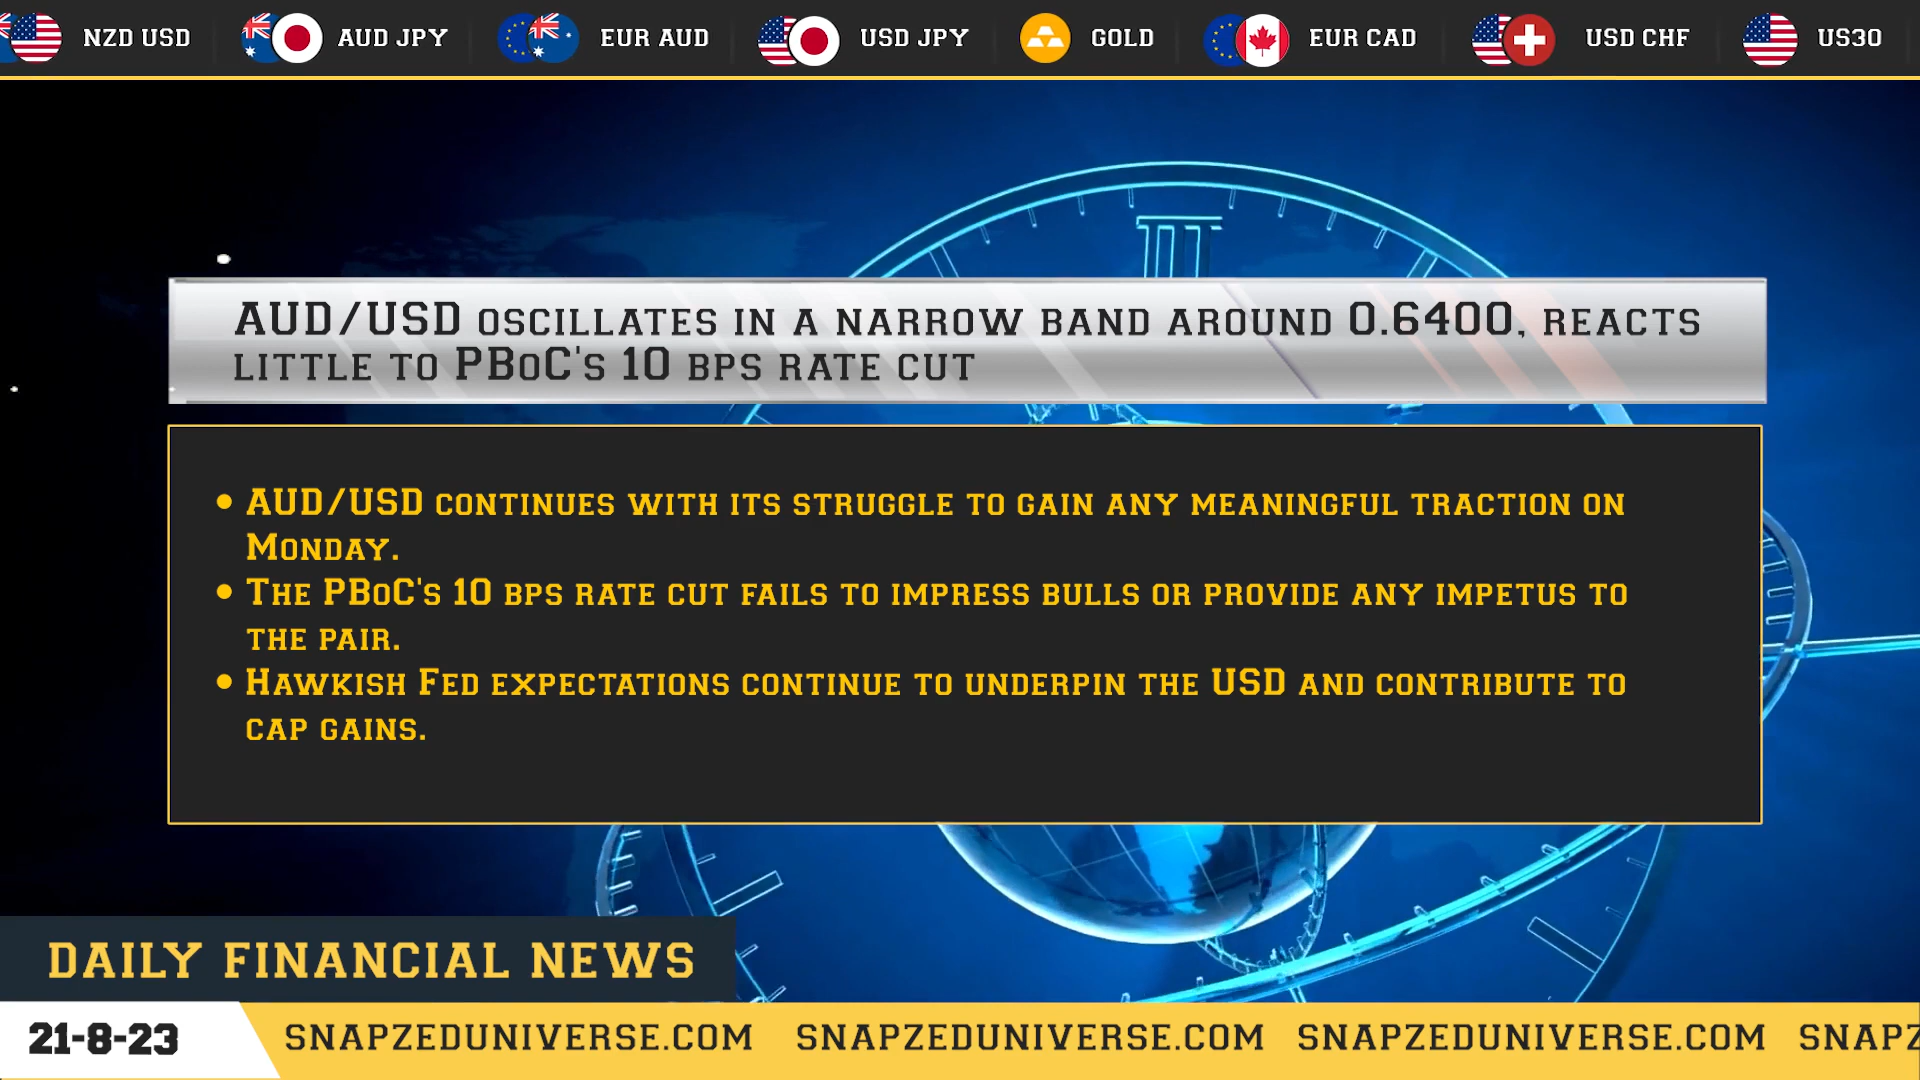 NZD USD AUD JPY EUR AUD USD JPY GOLD EUR CAD USD CHF US30
III
AUD/USD OSCILLATES IN A NARROW BAND AROUND 0.6400, REACTS
LITTLE TO PBoC'S 10 BPS RATE CUT
• AUD/USD CONTINUES WITH ITS STRUGGLE TO GAIN ANY MEANINGFUL TRACTION ON
MONDAY.
• THE PBoC'S 10 BPS RATE CUT FAILS TO IMPRESS BULLS OR PROVIDE ANY IMPETUS TO
THE PAIR.
• HAWKISH FED EXPECTATIONS CONTINUE TO UNDERPIN THE USD AND CONTRIBUTE TO
CAP GAINS.
DAILY FINANCIAL NEWS
21-8-23 SNAPZEDUNIVERSE.COM SNAPZEDUNIVERSE.COM SNAPZEDUNIVERSE.COM SNAPZ